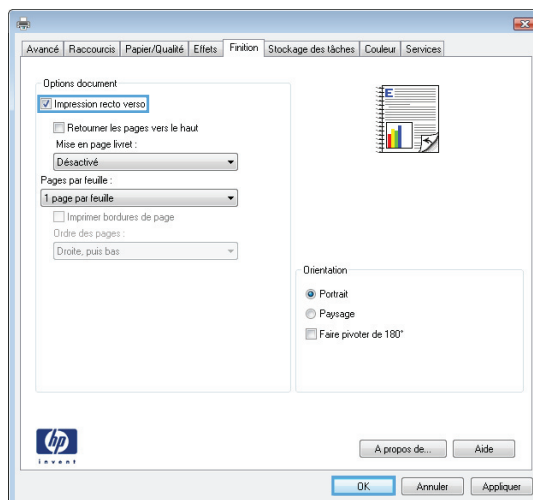 Avancé Raccourcis Papier/Qualité Effets Finition Stockage des tâches Couleur Services
Options document
Impression recto verso
Retourner les pages vers le haut
Mise en page livret :
Désactivé
Pages par feuille :
1 page par feuille
Imprimer bordures de page
Ordre des pages :
Droite, puis bas
E
Orientation
Portrait
Paysage
Faire pivoter de 180°
hp
invent
A propos de... Aide
OK Annuler Appliquer